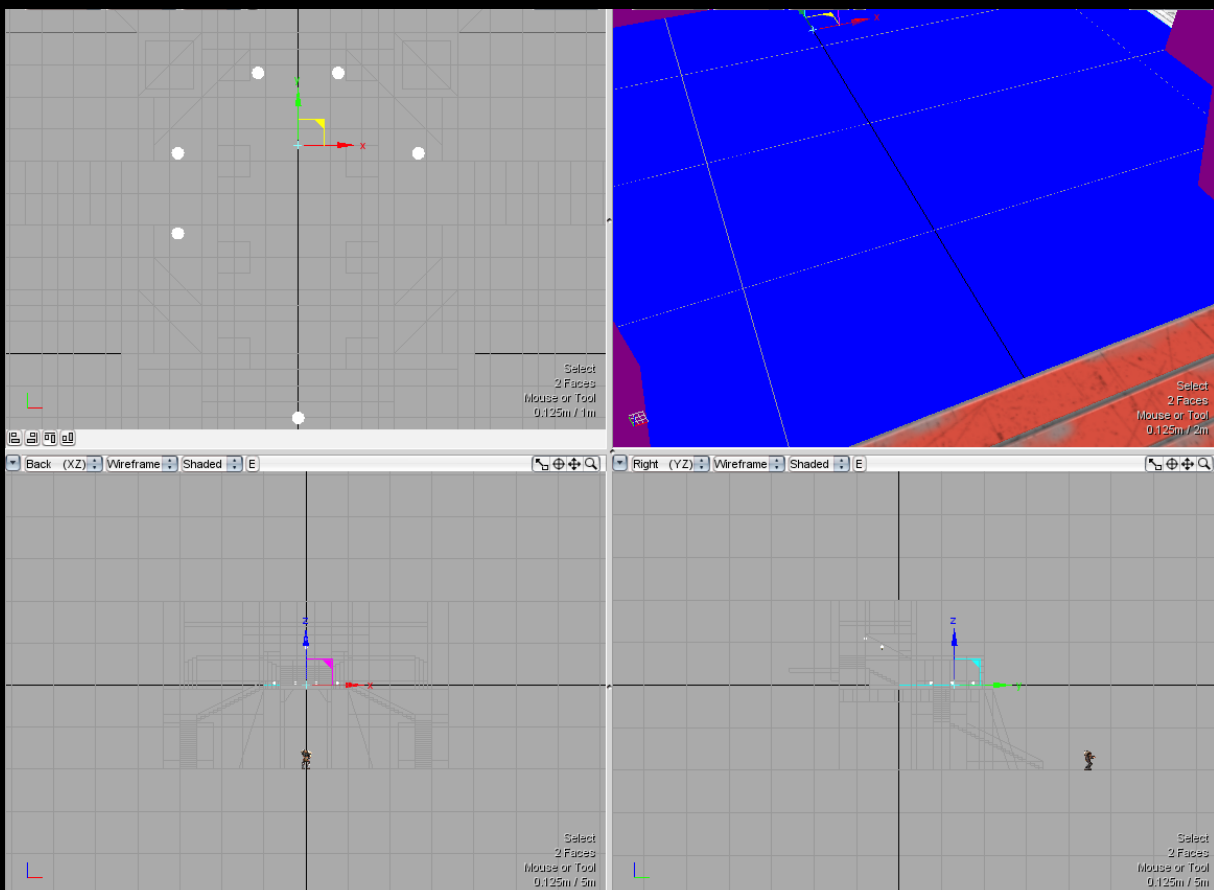 x
Select
2 Faces
Mouse or Tool
0.125m / 1m
x
Select
2 Faces
Mouse or Tool
0.125m / 2m
Back (XZ) Wireframe Shaded E
Right (YZ) Wireframe Shaded E
z
x
Select
2 Faces
Mouse or Tool
0.125m / 5m
z
Select
2 Faces
Mouse or Tool
0.125m / 5m